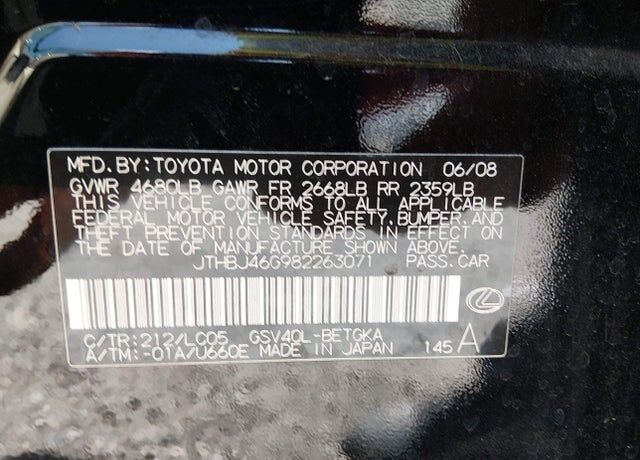 MFD. BY: TOYOTA MOTOR CORPORATION 06/08
GVWR 4680LB GAWR FR 2668LB RR 2359LB
THIS VEHICLE CONFORMS TO ALL APPLICABLE
FEDERAL MOTOR VEHICLE SAFETY, BUMPER, AND
THEFT PREVENTION STANDARDS IN EFFECT ON
THE DATE OF MANUFACTURE SHOWN ABOVE.
JTHBJ46G982263071 PASS. CAR
C/TR: 212/LC05 GSV40L-BETGKA
A/TM: -01A/U660E MADE IN JAPAN 145 A